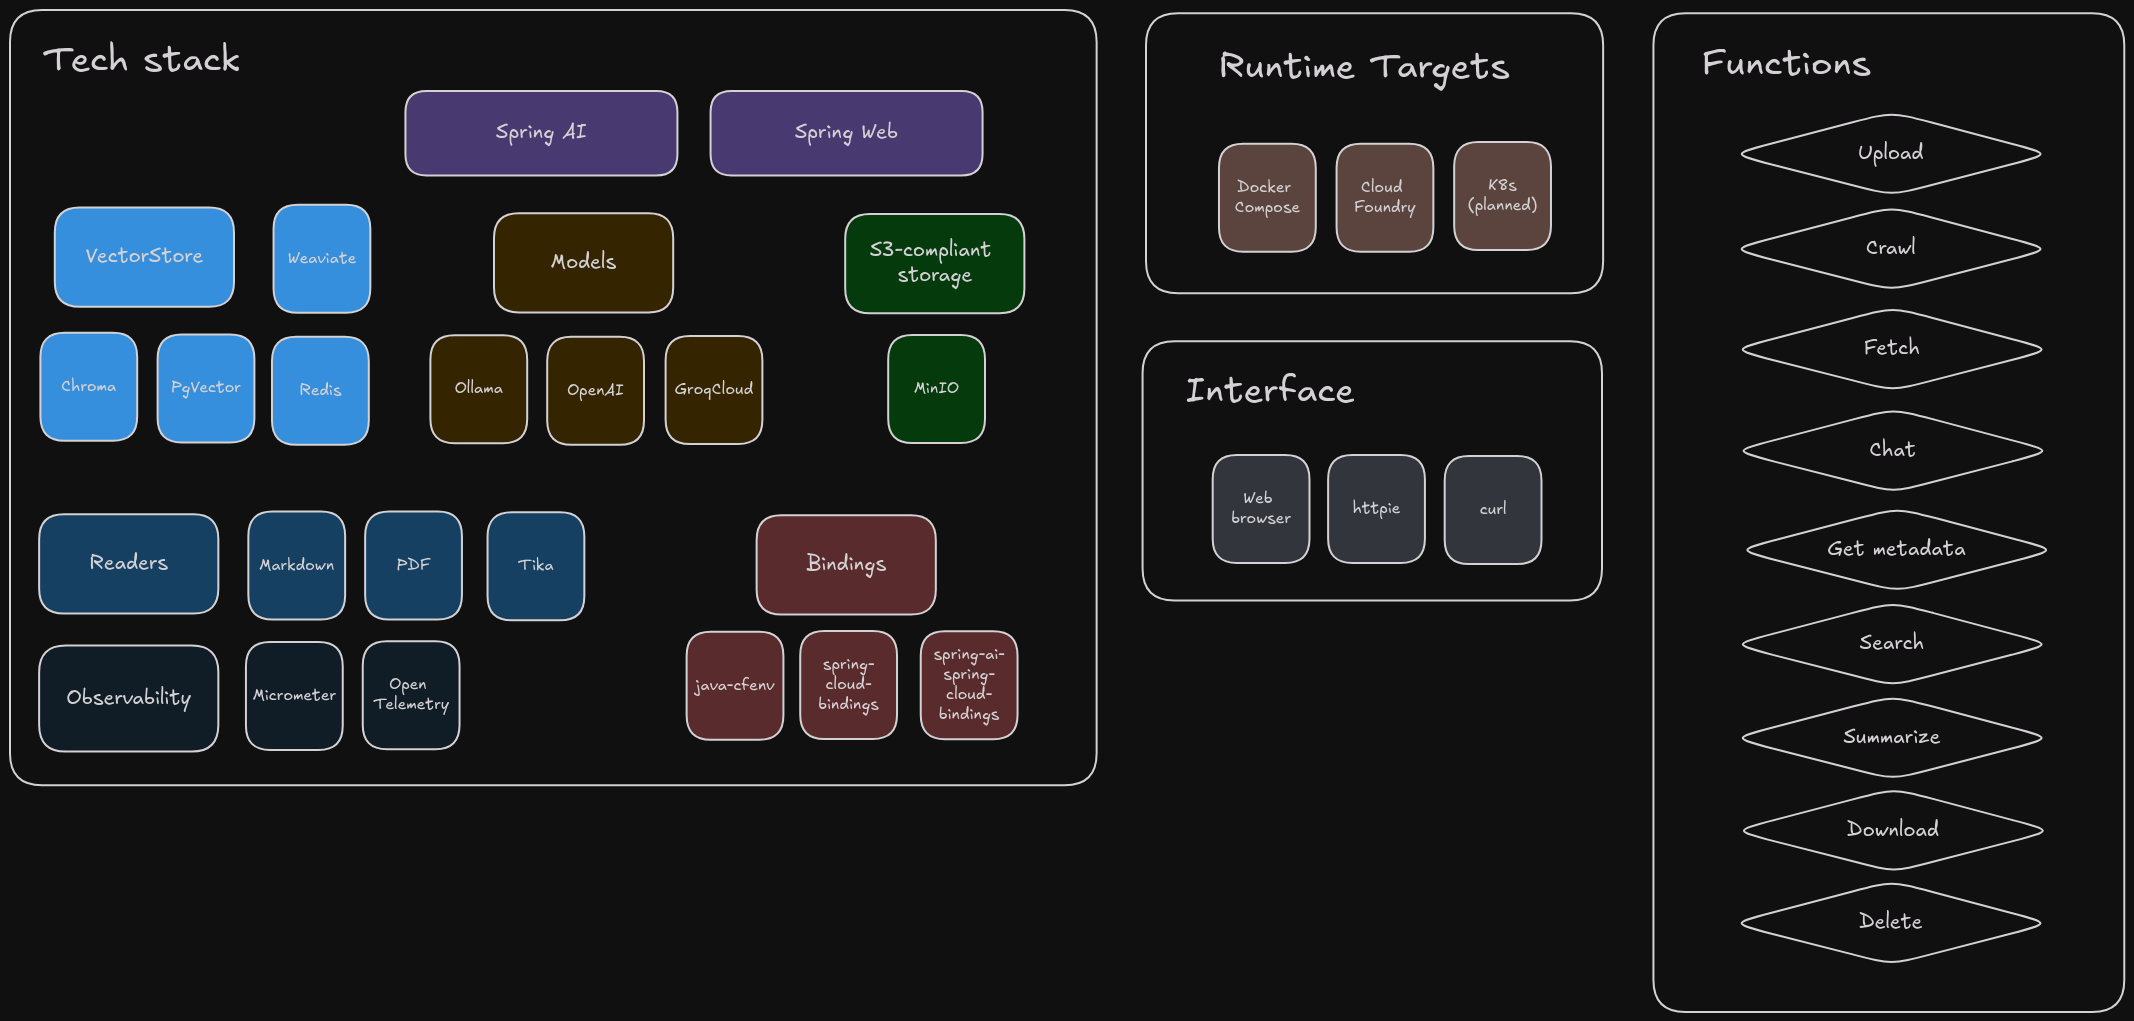 Tech stack
Spring AI
Spring Web
VectorStore
Weaviate
Models
S3-compliant
storage
Chroma
PgVector
Redis
Ollama
OpenAI
GroqCloud
MinIO
Readers
Markdown
PDF
Tika
Bindings
Observability
Micrometer
Open
Telemetry
java-cfenv
spring-
cloud-
bindings
spring-ai-
spring-
cloud-
bindings
Runtime Targets
Docker
Compose
Cloud
Foundry
K8s
(planned)
Interface
Web
browser
httpie
curl
Functions
Upload
Crawl
Fetch
Chat
Get metadata
Search
Summarize
Download
Delete